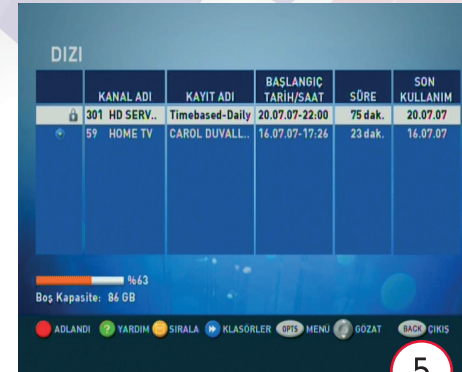 DIZI
KANAL ADI KAYIT ADI BAŞLANGIÇ TARİH/SAAT SÜRE SON KULLANIM
301 HD SERV.. Timebased-Daily 20.07.07-22:00 75 dak. 20.07.07
59 HOME TV CAROL DUVALL.. 16.07.07-17:26 23 dak. 16.07.07
%63
Boş Kapasite: 86 GB
ADLANDI ? YARDIM SIRALA KLASÖRLER OPTS MENU GÖZAT BACK ÇIKIŞ
5